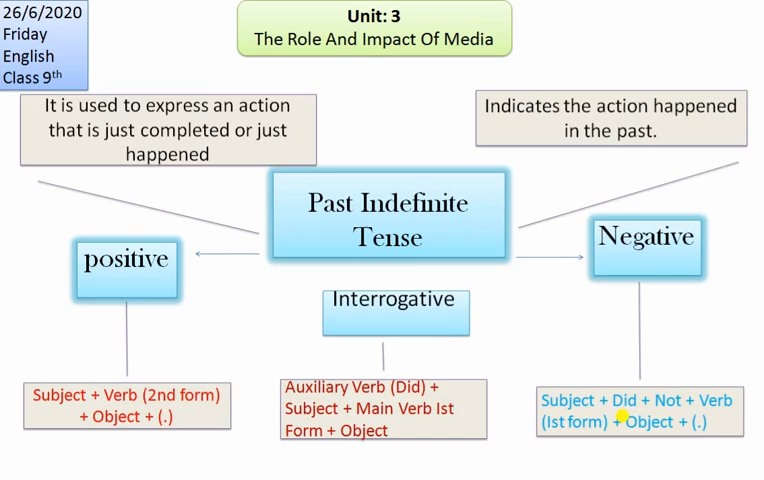 26/6/2020
Friday
English
Class 9th
Unit: 3
The Role And Impact Of Media
It is used to express an action
that is just completed or just
happened
Indicates the action happened
in the past.
Past Indefinite
Tense
positive
Negative
Interrogative
Subject + Verb (2nd form)
+ Object + (.)
Auxiliary Verb (Did) +
Subject + Main Verb Ist
Form + Object
Subject + Did + Not + Verb
(Ist form) + Object + (.)